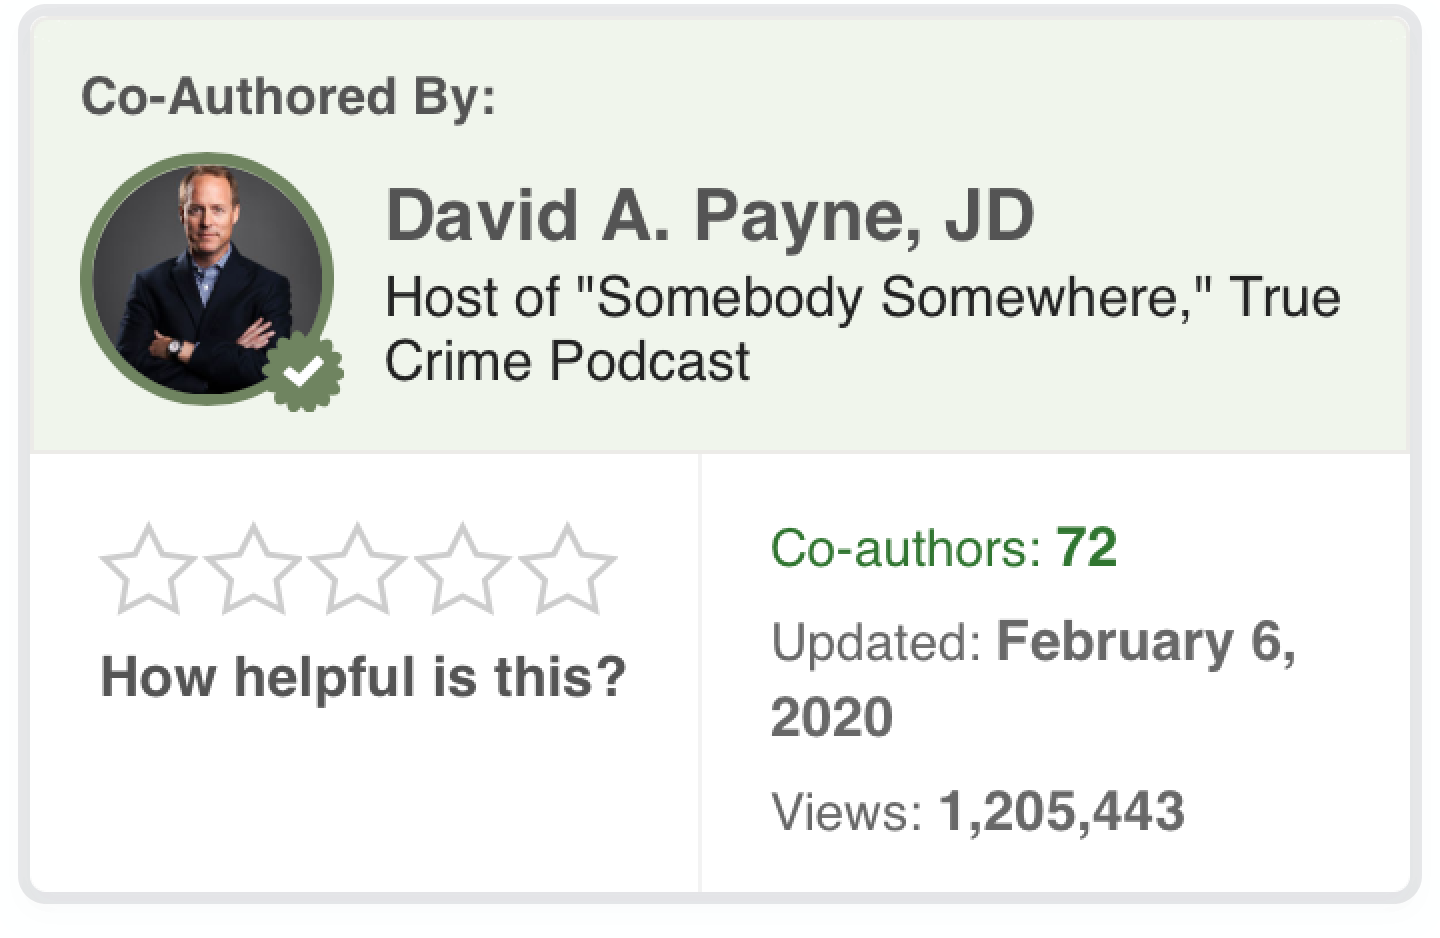 Co-Authored By:
David A. Payne, JD
Host of "Somebody Somewhere," True
Crime Podcast
How helpful is this?
Co-authors: 72
Updated: February 6,
2020
Views: 1,205,443